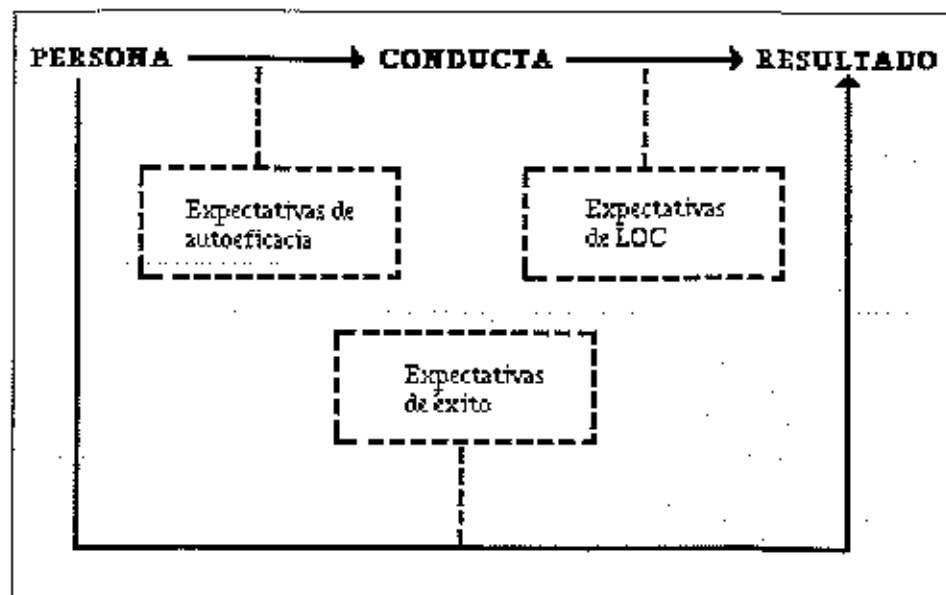 PERSONA CONDUCTA RESULTADO
Expectativas de
autoeficacia
Expectativas
de LOC
Expectativas
de éxito